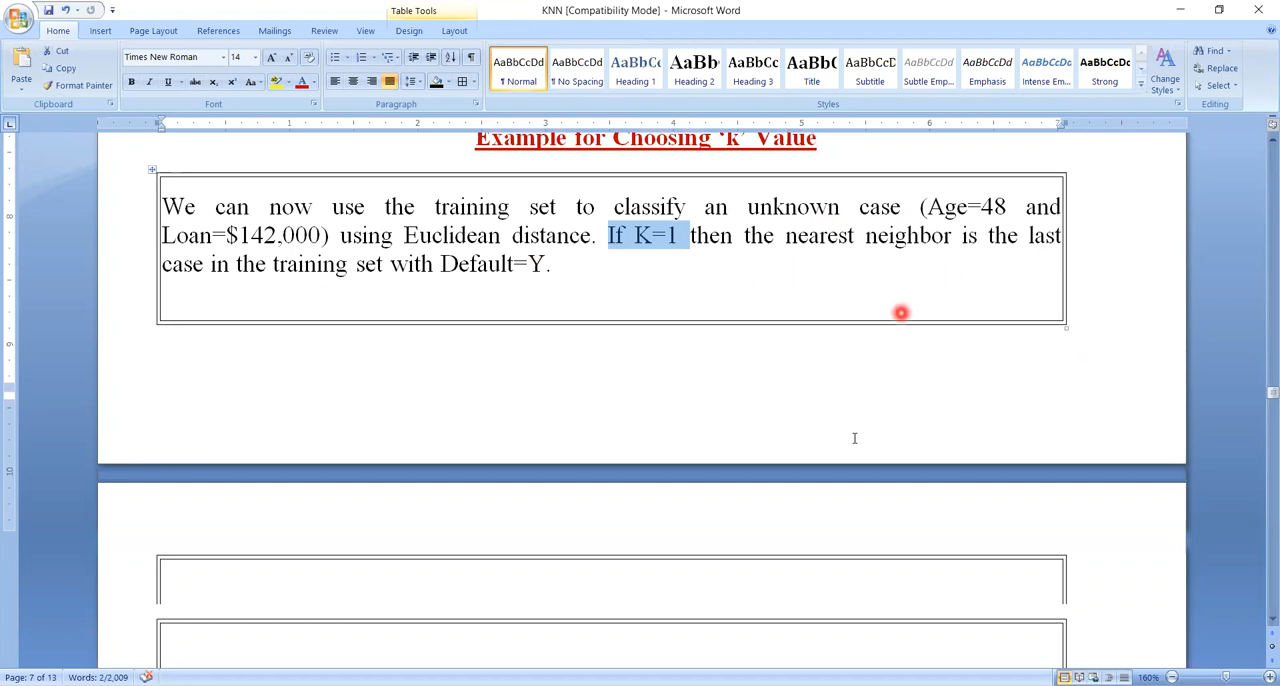 Table Tools
KNN [Compatibility Mode] - Microsoft Word
Home Insert Page Layout References Mailings Review View Design Layout
Paste
Cut
Copy
Format Painter
Times New Roman 14
AaBbCcDd AaBbCcDd AaBbCc AaBbC AaBbCc AaBb( AaBbCcD AaBbCcDd AaBbCcDd AaBbCcDd AaBbCcDc
¶ Normal ¶ No Spacing Heading 1 Heading 2 Heading 3 Title Subtitle Subtle Emp... Emphasis Intense Em... Strong
Change Styles
Find
Replace
Select
Clipboard Font Paragraph Styles Editing
Example for Choosing ‘k’ Value
We can now use the training set to classify an unknown case (Age=48 and
Loan=$142,000) using Euclidean distance. If K=1 then the nearest neighbor is the last
case in the training set with Default=Y.
Page: 7 of 13 Words: 2/2,009 160%